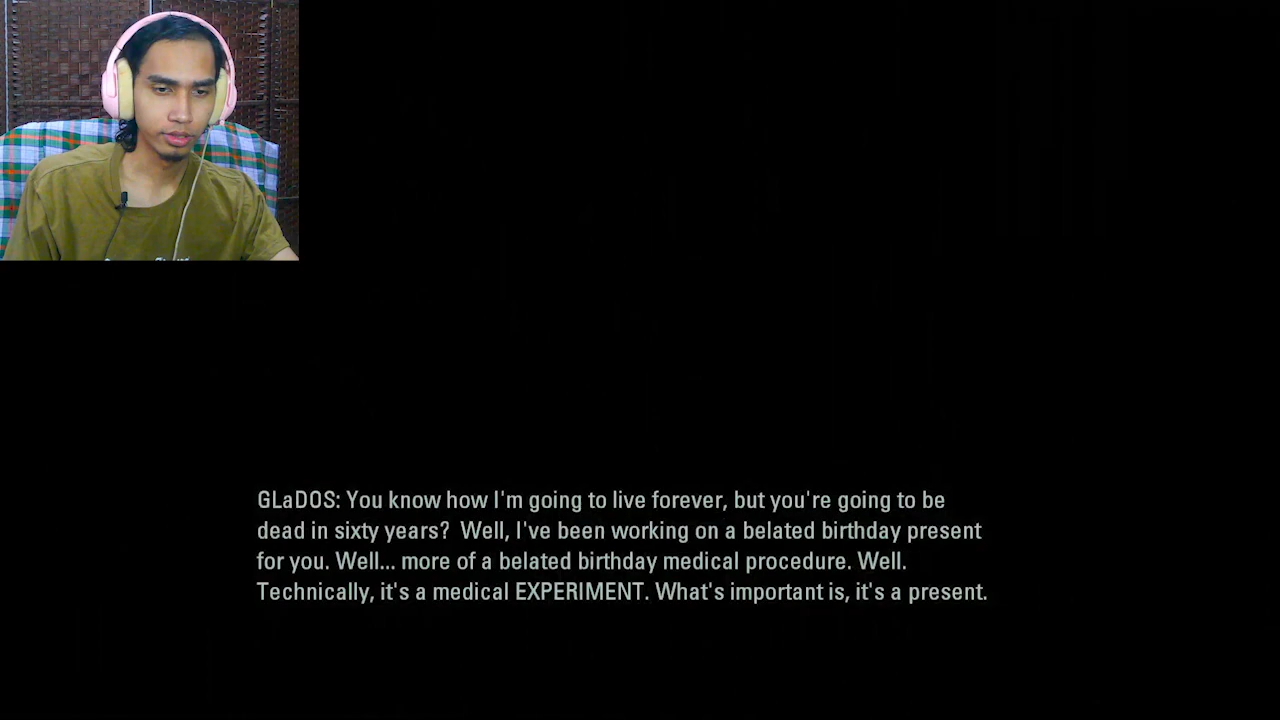 GLaDOS: You know how I'm going to live forever, but you're going to be
dead in sixty years?  Well, I've been working on a belated birthday present
for you. Well... more of a belated birthday medical procedure. Well.
Technically, it's a medical EXPERIMENT. What's important is, it's a present.